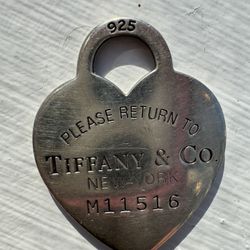 925
PLEASE RETURN TO
TIFFANY & CO.
NEW YORK
M11516